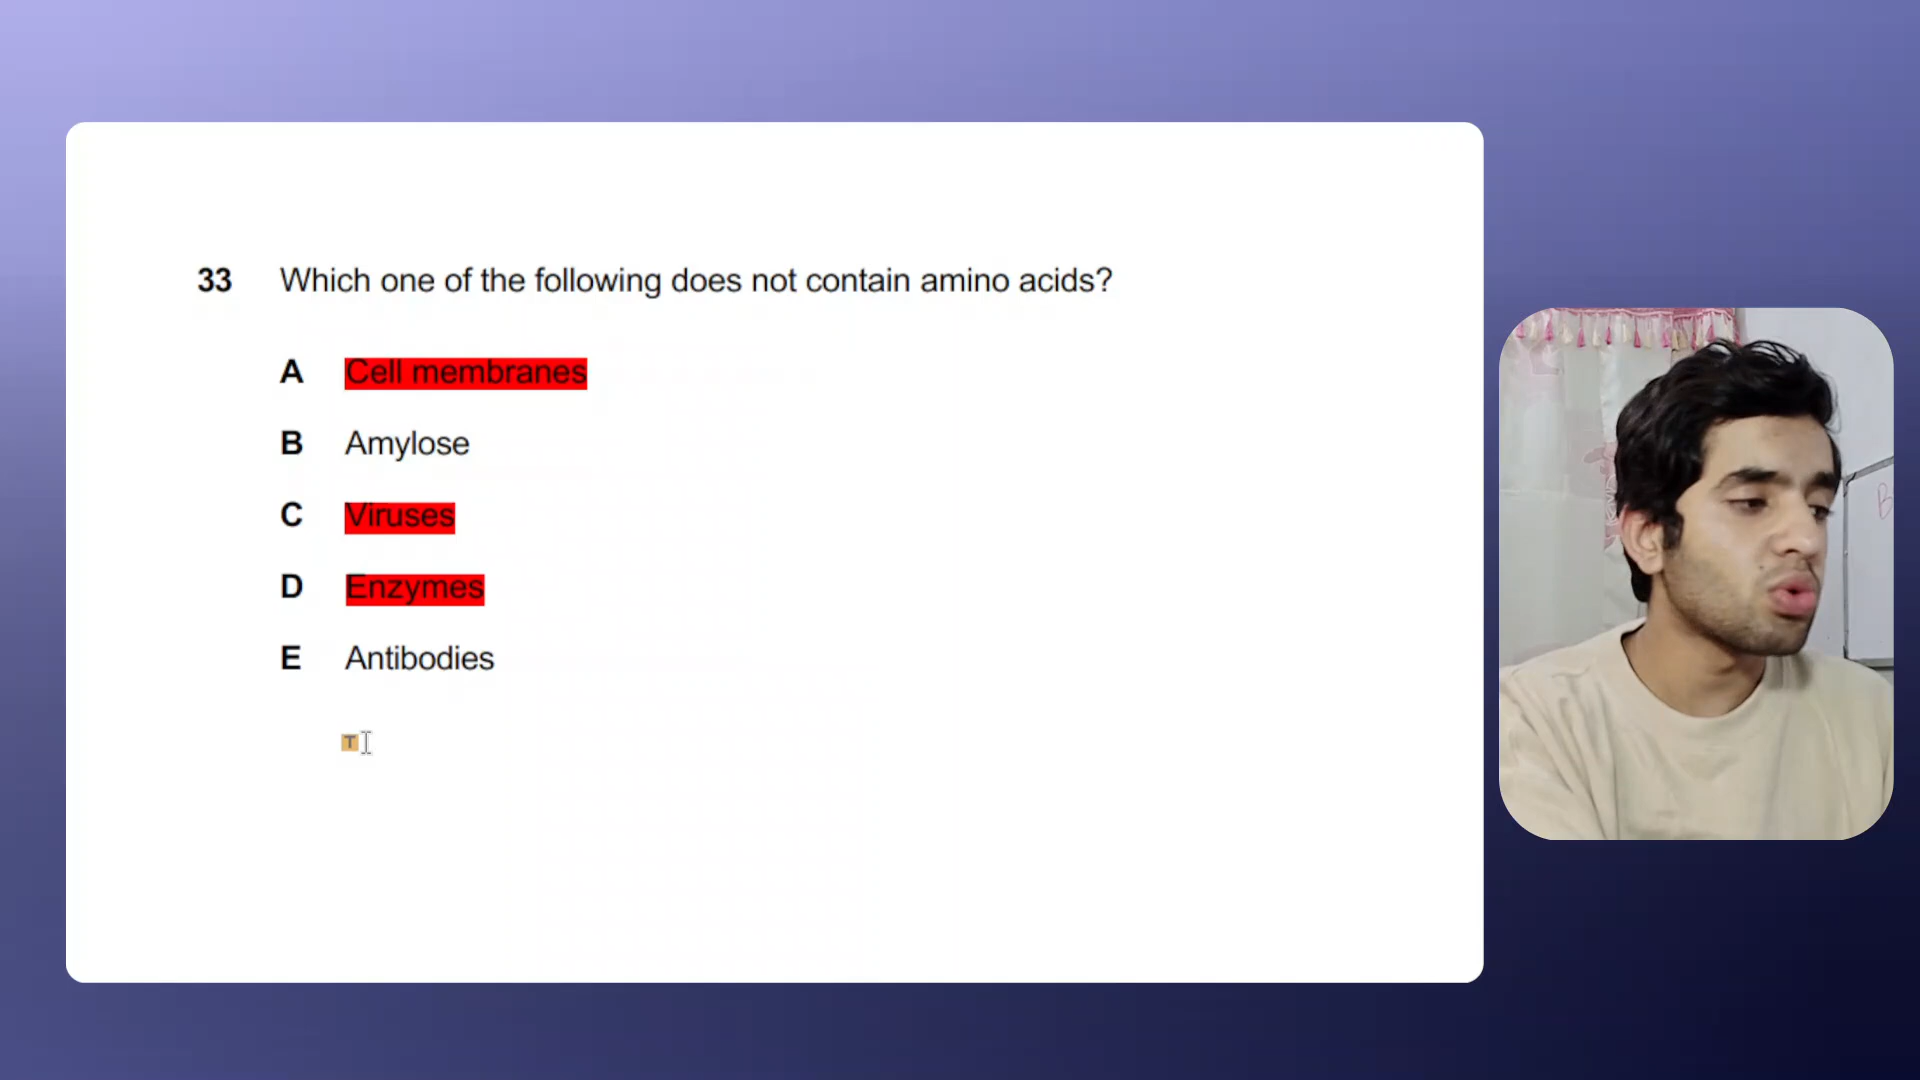 33 Which one of the following does not contain amino acids?
A Cell membranes
B Amylose
C Viruses
D Enzymes
E Antibodies
T
B